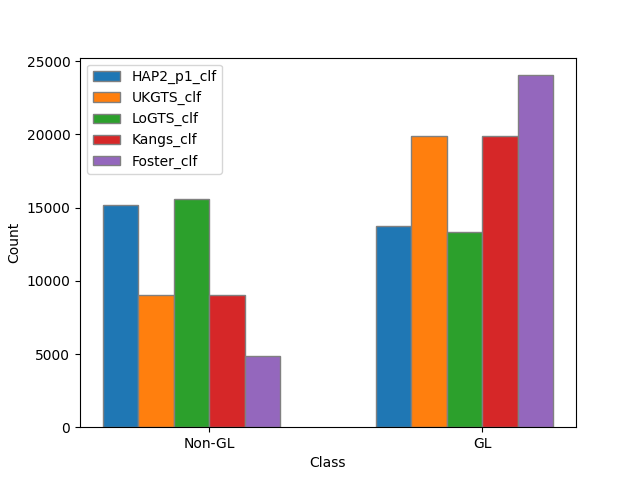 25000
20000
15000
10000
5000
0
Count
HAP2_p1_clf
UKGTS_clf
LoGTS_clf
Kangs_clf
Foster_clf
Non-GL
GL
Class